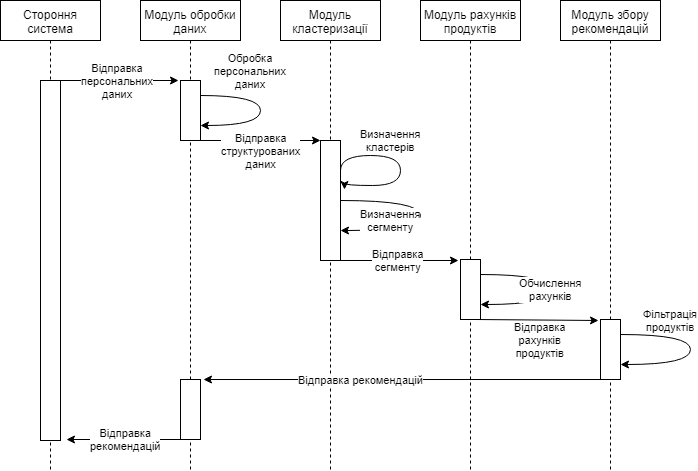 Стороння
система
Модуль обробки
даних
Модуль
кластеризації
Модуль рахунків
продуктів
Модуль збору
рекомендацій
Відправка
персональних
даних
Обробка
персональних
даних
Відправка
структурованих
даних
Визначення
кластерів
Визначення
сегменту
Відправка
сегменту
Обчислення
рахунків
Відправка
рахунків
продуктів
Фільтрація
продуктів
Відправка рекомендацій
Відправка
рекомендацій